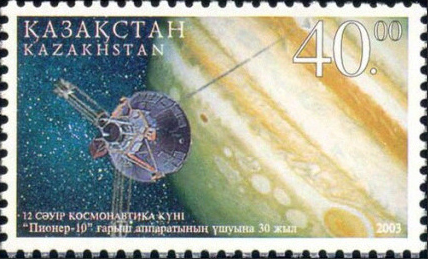 ҚАЗАҚСТАН
KAZAKHSTAN
40.00
12 СӘУІР КОСМОНАВТИКА КҮНІ
"Пионер-10" ғарыш аппаратының ұшуына 30 жыл
2003